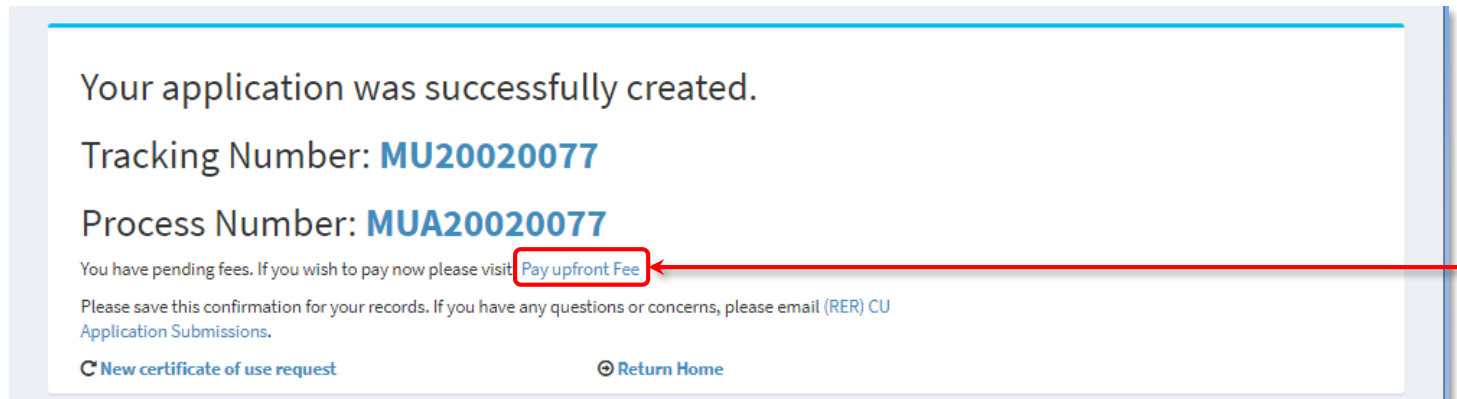 Your application was successfully created.
Tracking Number: MU20020077
Process Number: MUA20020077
You have pending fees. If you wish to pay now please visit Pay upfront Fee
Please save this confirmation for your records. If you have any questions or concerns, please email (RER) CU
Application Submissions.
New certificate of use request
Return Home